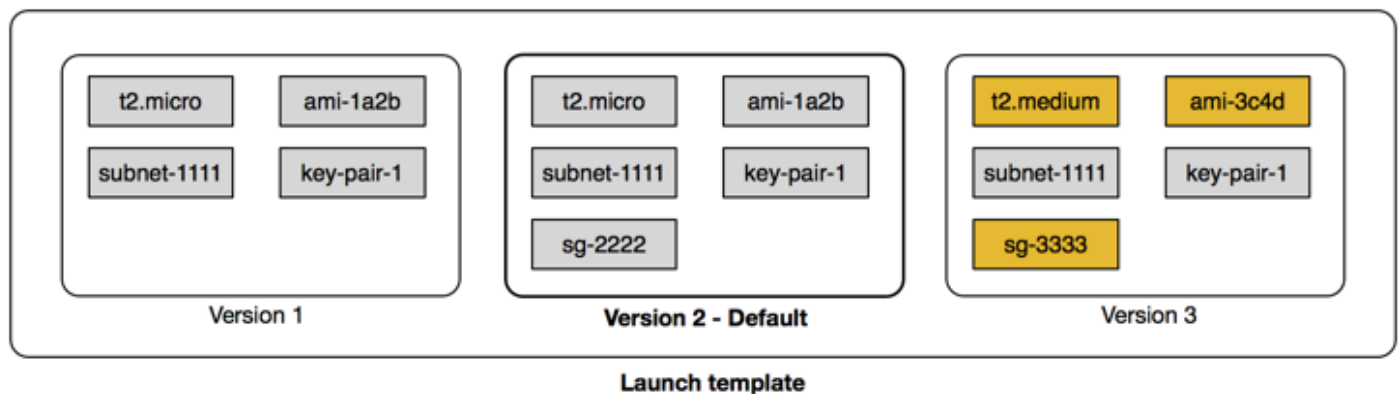 t2.micro ami-1a2b
subnet-1111 key-pair-1
Version 1
t2.micro ami-1a2b
subnet-1111 key-pair-1
sg-2222
Version 2 - Default
t2.medium ami-3c4d
subnet-1111 key-pair-1
sg-3333
Version 3
Launch template